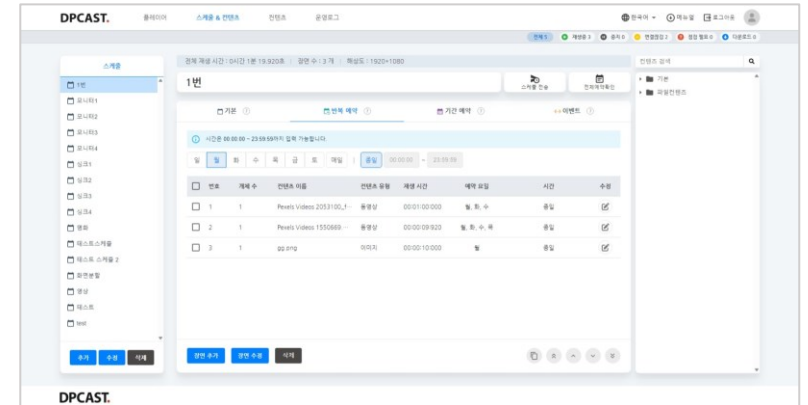 DPCAST. 플레이어 스케줄 & 컨텐츠 컨텐츠 운영로그 한국어 매뉴얼 로그아웃
전체 5 재생중 3 중지 0 연결끊김 2 점검 필요 0 다운로드 0
스케줄
1번
모니터1
모니터2
모니터3
모니터4
싱크1
싱크2
싱크3
싱크4
영화
테스트스케줄
테스트 스케줄 2
화면분할
영상
테스트
test
추가 수정 삭제
전체 재생 시간 : 0시간 1분 19.920초 | 장면 수 : 3 개 | 해상도 : 1920*1080
1번 스케줄 전송 전체예약확인
기본 반복 예약 기간 예약 이벤트
시간은 00:00:00 ~ 23:59:59까지 입력 가능합니다.
일 월 화 수 목 금 토 매일 종일 00:00:00 ~ 23:59:59
번호 객체 수 컨텐츠 이름 컨텐츠 유형 재생 시간 예약 요일 시간 수정
1 1 Pexels Videos 2053100_1··· 동영상 00:01:00:000 월, 화, 수 종일
2 1 Pexels Videos 1550889··· 동영상 00:00:09:920 월, 화, 수, 목 종일
3 1 gg.png 이미지 00:00:10:000 월 종일
장면 추가 장면 수정 삭제
컨텐츠 검색
기본
파일컨텐츠
DPCAST.